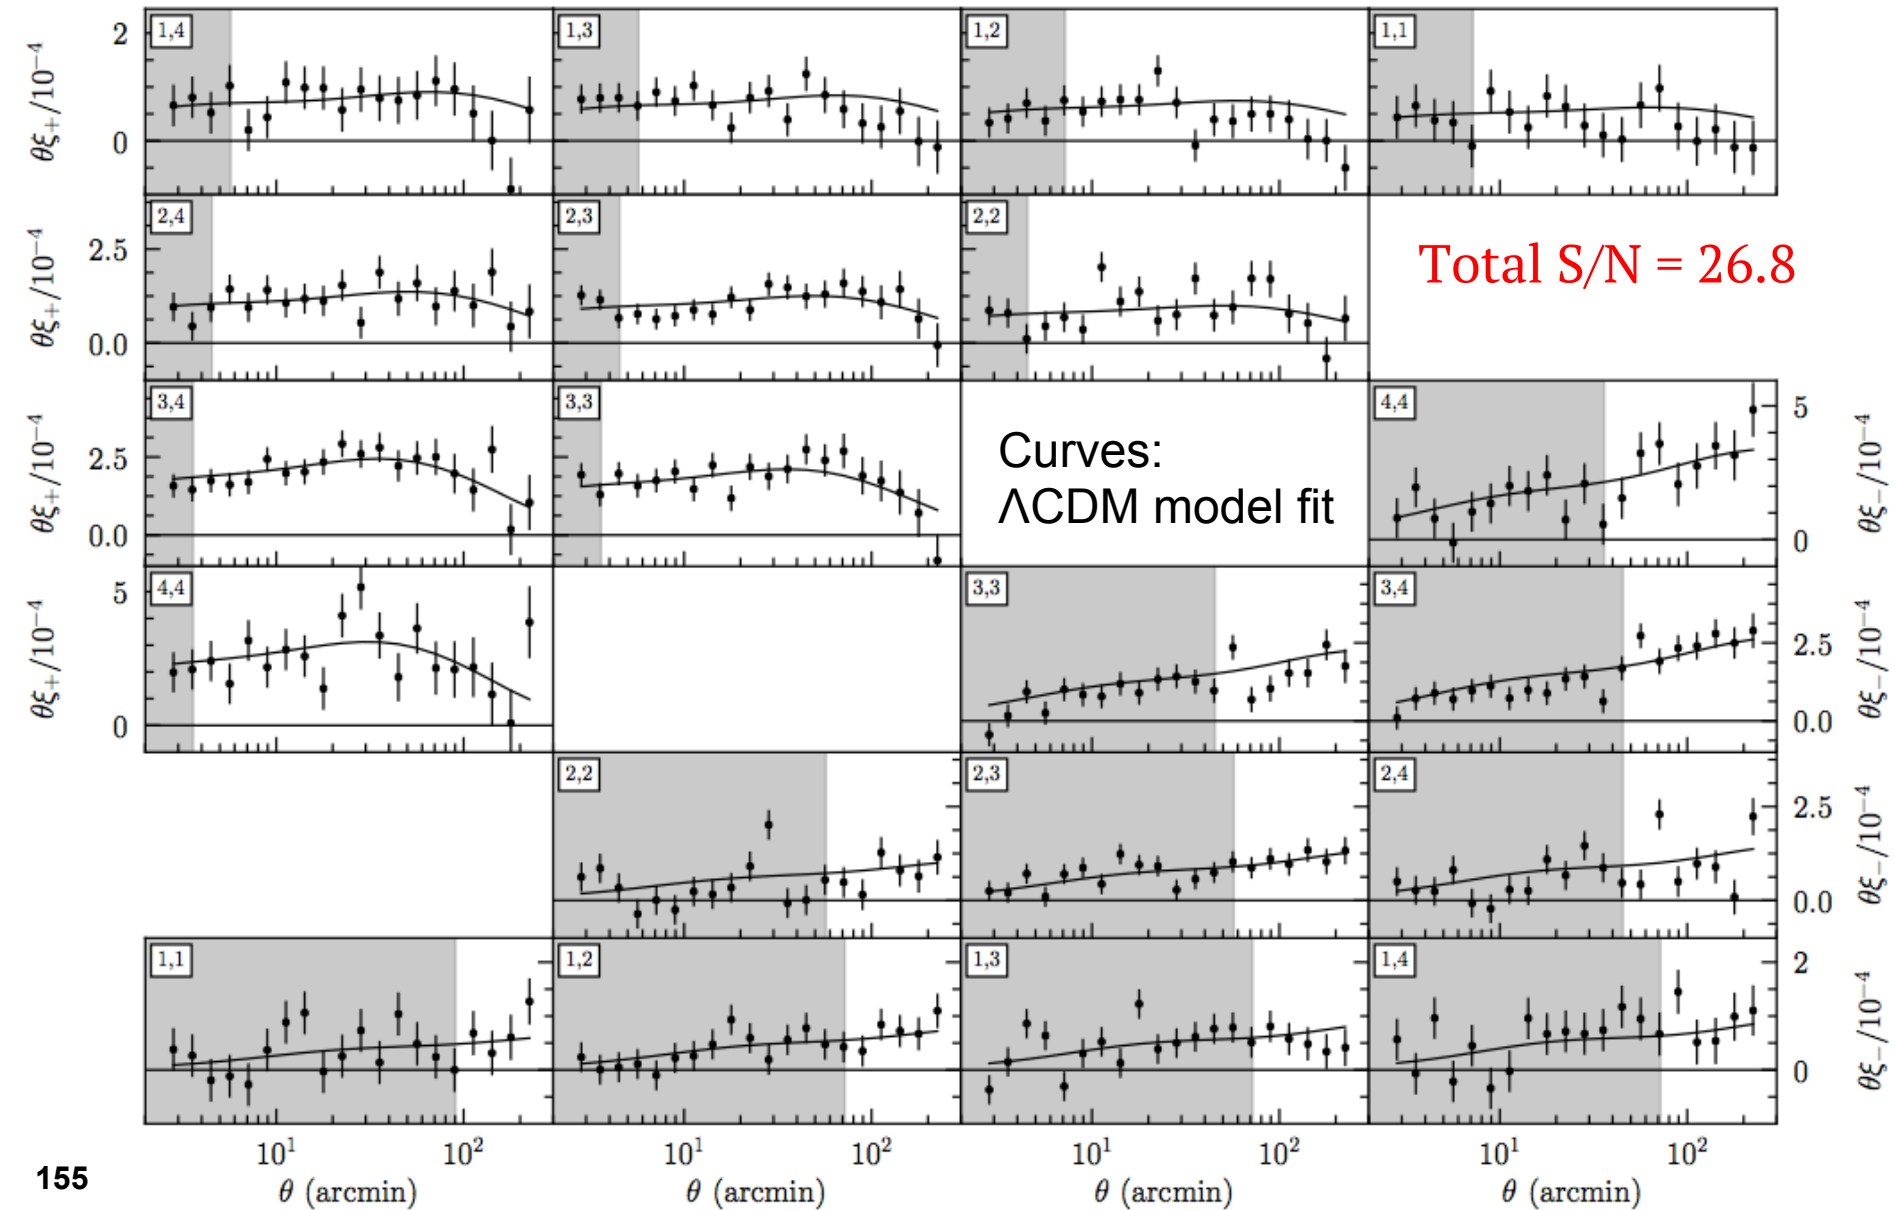 2 1,4 1,3 1,2 1,1
0
θξ₊/10⁻⁴
2,4 2,3 2,2
2.5
0.0
θξ₊/10⁻⁴
Total S/N = 26.8
3,4 3,3 4,4
2.5
0.0
θξ₊/10⁻⁴
Curves:
ΛCDM model fit
5
0
θξ₋/10⁻⁴
4,4 3,3 3,4
5
0
θξ₊/10⁻⁴
2.5
0.0
θξ₋/10⁻⁴
2,2 2,3 2,4
2.5
0.0
θξ₋/10⁻⁴
1,1 1,2 1,3 1,4
2
0
θξ₋/10⁻⁴
10¹ 10² 10¹ 10² 10¹ 10² 10¹ 10²
θ (arcmin) θ (arcmin) θ (arcmin) θ (arcmin)
155